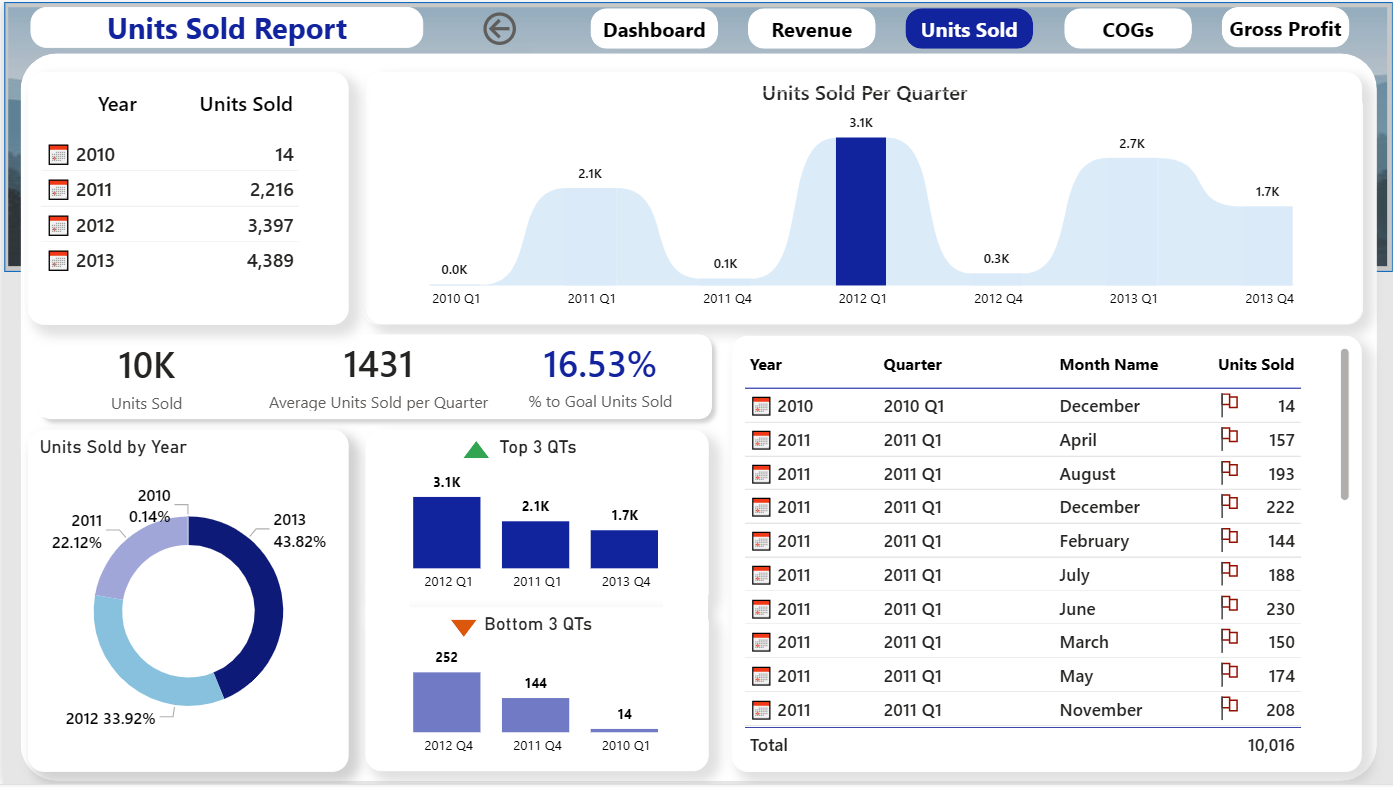 Units Sold Report
Dashboard
Revenue
Units Sold
COGs
Gross Profit
Year Units Sold
2010 14
2011 2,216
2012 3,397
2013 4,389
Units Sold Per Quarter
0.0K 2.1K 0.1K 3.1K 0.3K 2.7K 1.7K
2010 Q1 2011 Q1 2011 Q4 2012 Q1 2012 Q4 2013 Q1 2013 Q4
10K 1431 16.53%
Units Sold Average Units Sold per Quarter % to Goal Units Sold
Units Sold by Year
2010
0.14%
2011
22.12%
2013
43.82%
2012 33.92%
Top 3 QTs
3.1K 2.1K 1.7K
2012 Q1 2011 Q1 2013 Q4
Bottom 3 QTs
252 144 14
2012 Q4 2011 Q4 2010 Q1
Year Quarter Month Name Units Sold
2010 2010 Q1 December 14
2011 2011 Q1 April 157
2011 2011 Q1 August 193
2011 2011 Q1 December 222
2011 2011 Q1 February 144
2011 2011 Q1 July 188
2011 2011 Q1 June 230
2011 2011 Q1 March 150
2011 2011 Q1 May 174
2011 2011 Q1 November 208
Total 10,016